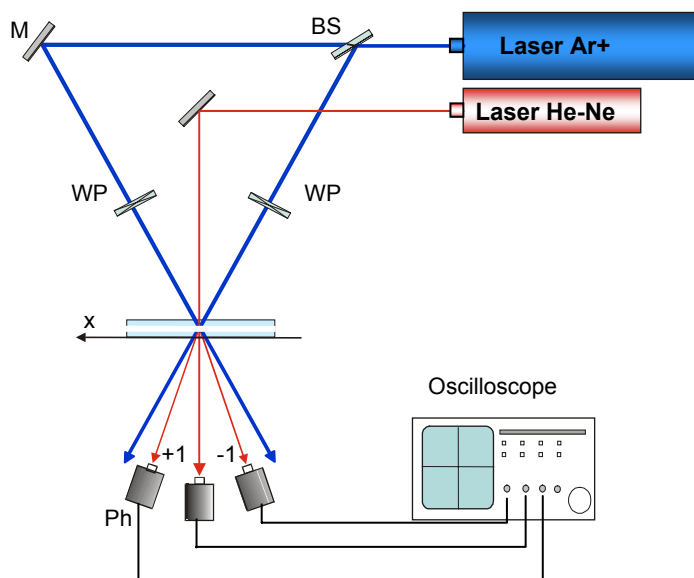 M
BS
Laser Ar+
Laser He-Ne
WP
WP
x
Oscilloscope
+1
-1
Ph